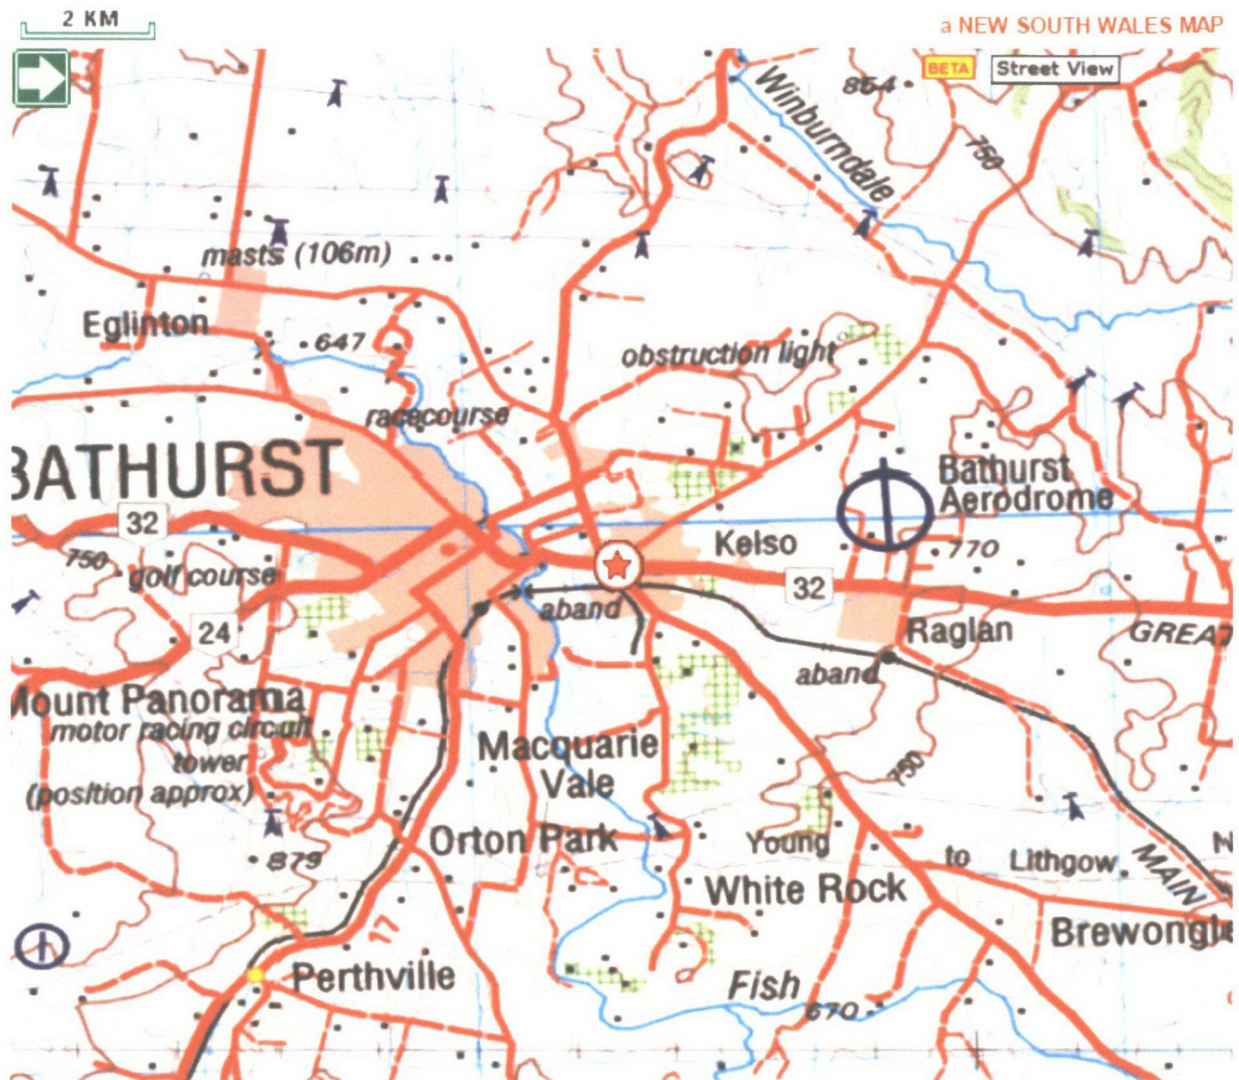 2 KM
a NEW SOUTH WALES MAP
BETA
Street View
Winburndale
854
750
masts (106m)
Eglinton
647
obstruction light
racecourse
BATHURST
Bathurst
Aerodrome
32
Kelso
770
750
golf course
32
aband
24
Raglan
GREAT
aband
Mount Panorama
motor racing circuit
tower
(position approx)
Macquarie
Vale
750
Orton Park
Young
to
Lithgow
MAIN
N
879
White Rock
17
Brewongle
Perthville
Fish
670